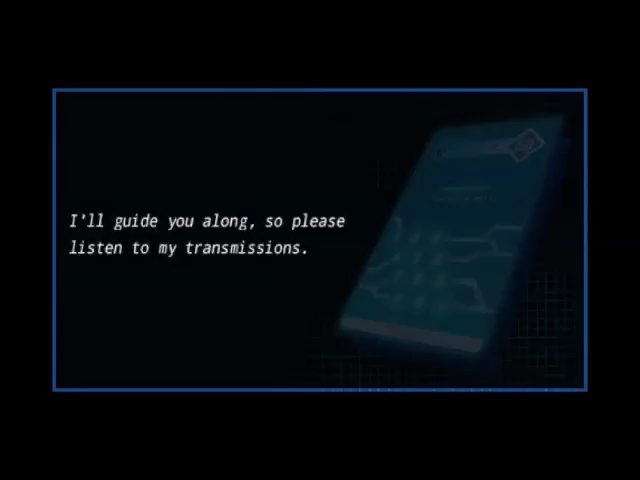 I'll guide you along, so please
listen to my transmissions.